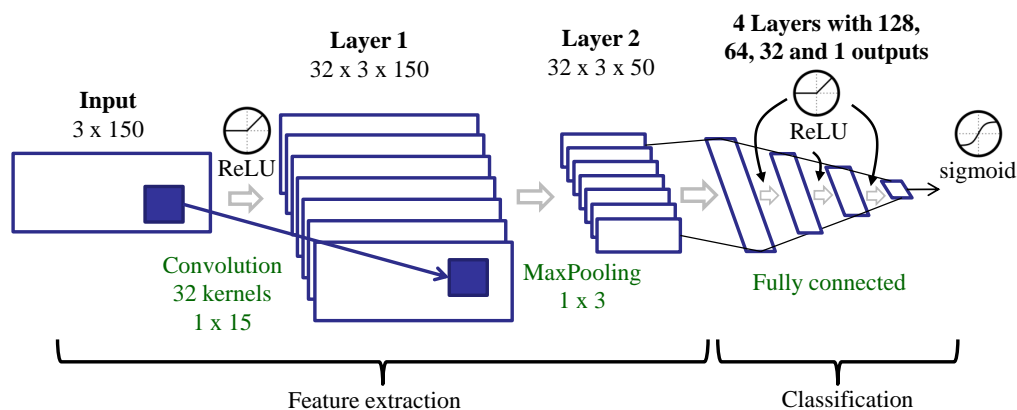 Input
3 x 150
ReLU
Layer 1
32 x 3 x 150
Convolution
32 kernels
1 x 15
Layer 2
32 x 3 x 50
MaxPooling
1 x 3
4 Layers with 128,
64, 32 and 1 outputs
ReLU
sigmoid
Fully connected
Feature extraction
Classification